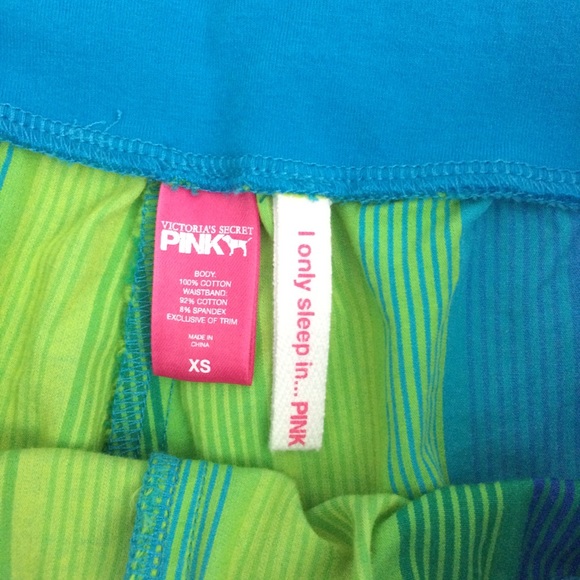 VICTORIA'S SECRET
PINK
BODY:
100% COTTON
WAISTBAND:
92% COTTON
8% SPANDEX
EXCLUSIVE OF TRIM
MADE IN
CHINA
XS
I only sleep in... PINK